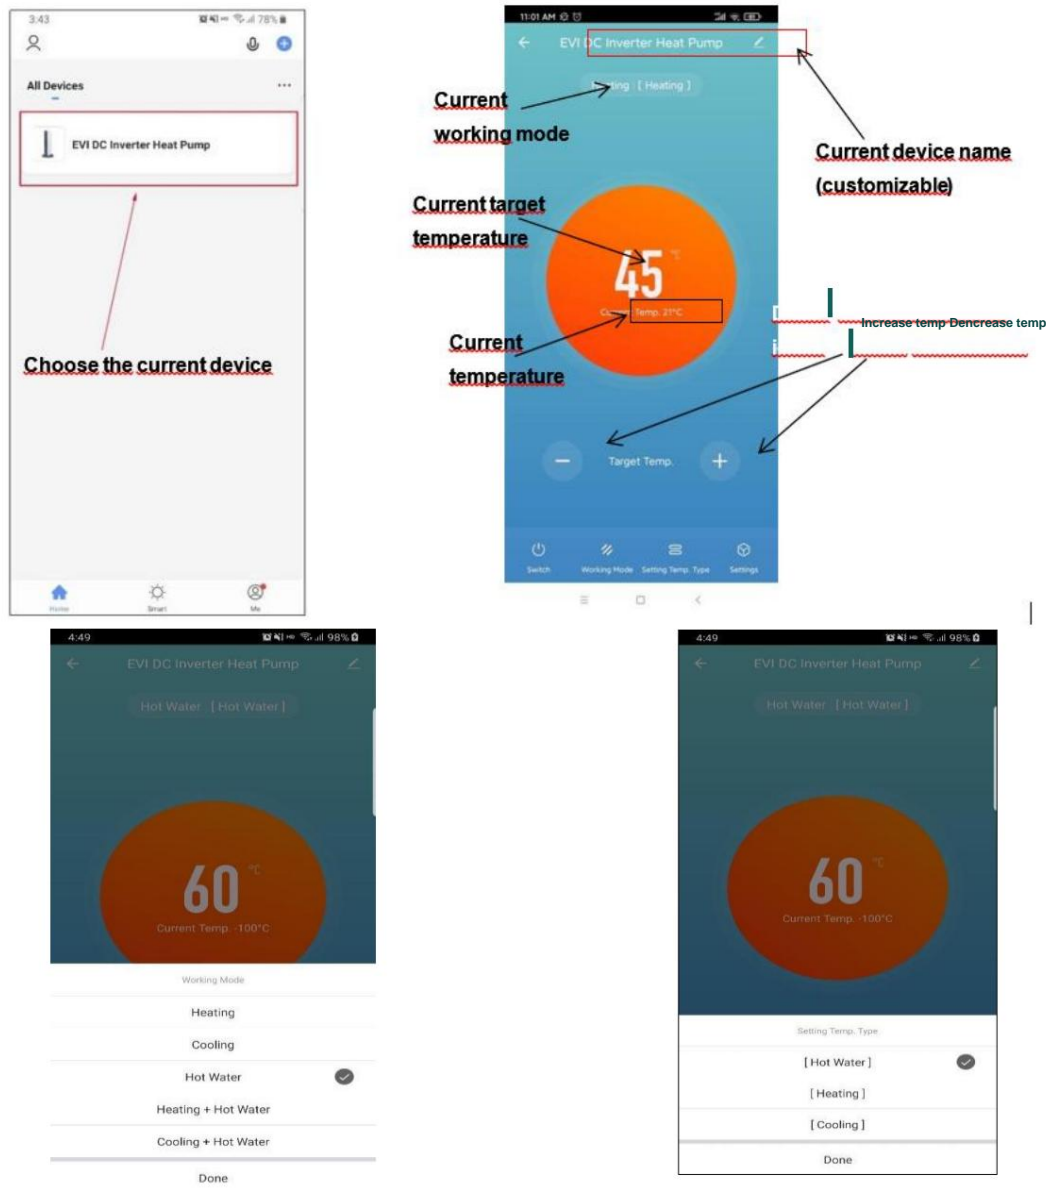 3:43
78%
All Devices
EVI DC Inverter Heat Pump
Choose the current device
Home
Smart
Me
11:01 AM
EVI DC Inverter Heat Pump
Heating [ Heating ]
Current
working mode
Current device name
(customizable)
Current target
temperature
45 °C
Current Temp. 21°C
Current
temperature
Increase temp Dencrease temp
− Target Temp. +
Switch
Working Mode
Setting Temp. Type
Settings
4:49
98%
EVI DC Inverter Heat Pump
Hot Water [ Hot Water ]
60 °C
Current Temp. -100°C
Working Mode
Heating
Cooling
Hot Water
Heating + Hot Water
Cooling + Hot Water
Done
4:49
98%
EVI DC Inverter Heat Pump
Hot Water [ Hot Water ]
60 °C
Current Temp. -100°C
Setting Temp. Type
[ Hot Water ]
[ Heating ]
[ Cooling ]
Done